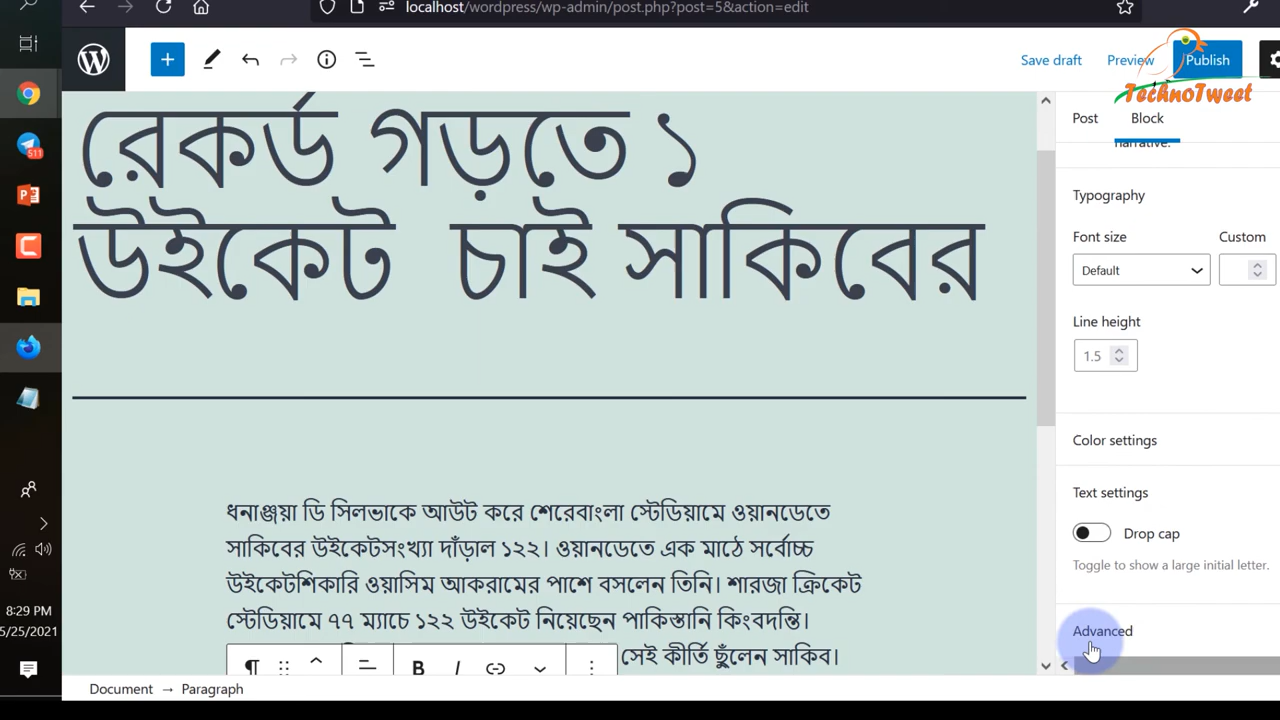 localhost/wordpress/wp-admin/post.php?post=5&action=edit
Save draft
Preview
Publish
TechnoTweet
রেকর্ড গড়তে ১
উইকেট চাই সাকিবের
ধনাঞ্জয়া ডি সিলভাকে আউট করে শেরেবাংলা স্টেডিয়ামে ওয়ানডেতে
সাকিবের উইকেটসংখ্যা দাঁড়াল ১২২। ওয়ানডেতে এক মাঠে সর্বোচ্চ
উইকেটশিকারি ওয়াসিম আকরামের পাশে বসলেন তিনি। শারজা ক্রিকেট
স্টেডিয়ামে ৭৭ ম্যাচে ১২২ উইকেট নিয়েছেন পাকিস্তানি কিংবদন্তি।
সেই কীর্তি ছুঁলেন সাকিব।
Post
Block
narrative.
Typography
Font size
Custom
Default
Line height
1.5
Color settings
Text settings
Drop cap
Toggle to show a large initial letter.
Advanced
Document → Paragraph
511
8:29 PM
5/25/2021